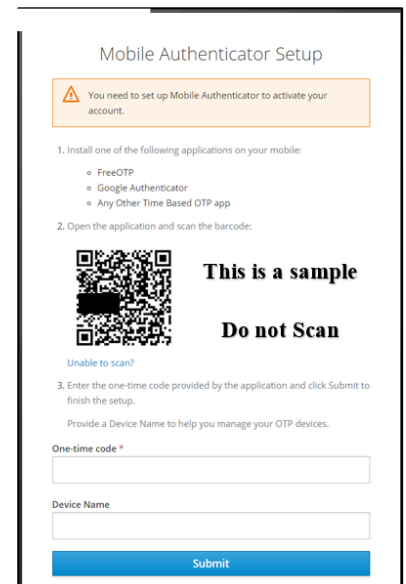 Mobile Authenticator Setup
You need to set up Mobile Authenticator to activate your
account.
1. Install one of the following applications on your mobile:
FreeOTP
Google Authenticator
Any Other Time Based OTP app
2. Open the application and scan the barcode:
This is a sample
Do not Scan
Unable to scan?
3. Enter the one-time code provided by the application and click Submit to
finish the setup.
Provide a Device Name to help you manage your OTP devices.
One-time code *
Device Name
Submit